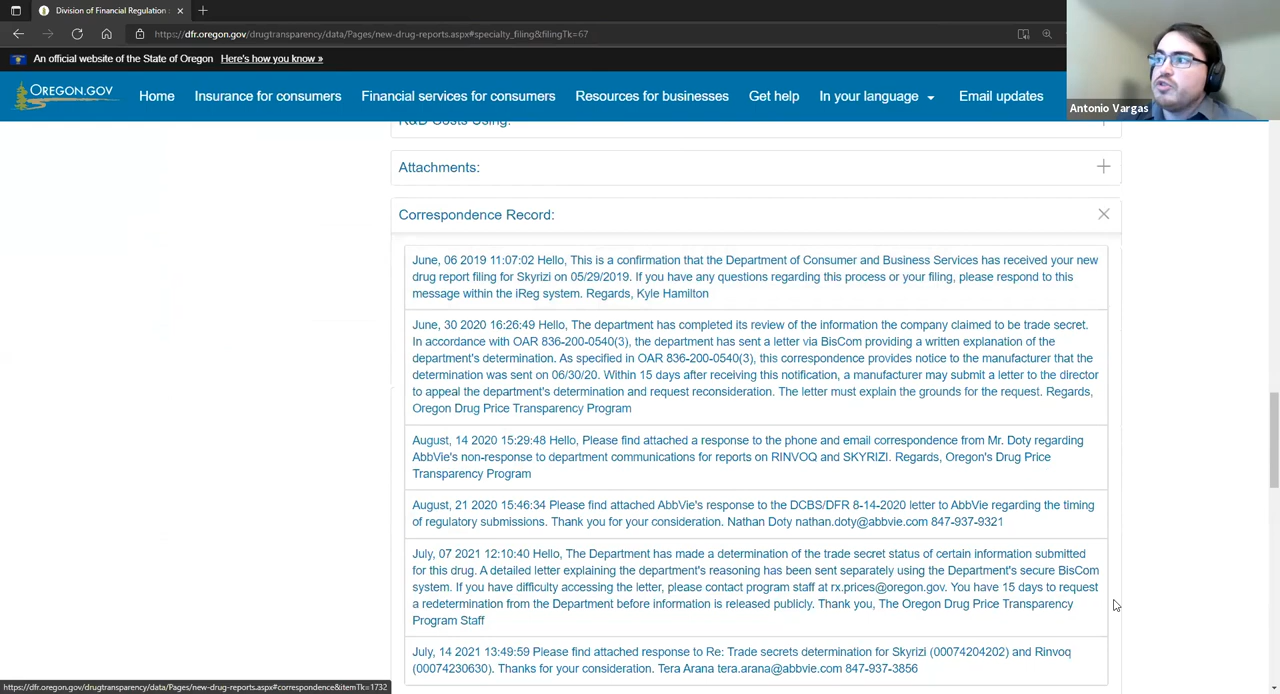 Division of Financial Regulation :
https://dfr.oregon.gov/drugtransparency/data/Pages/new-drug-reports.aspx#specialty_filing&filingTk=67
An official website of the State of Oregon Here's how you know »
OREGON.GOV
Home Insurance for consumers Financial services for consumers Resources for businesses Get help In your language Email updates
Antonio Vargas
R&D Costs Using:
Attachments:
Correspondence Record:
June, 06 2019 11:07:02 Hello, This is a confirmation that the Department of Consumer and Business Services has received your new
drug report filing for Skyrizi on 05/29/2019. If you have any questions regarding this process or your filing, please respond to this
message within the iReg system. Regards, Kyle Hamilton
June, 30 2020 16:26:49 Hello, The department has completed its review of the information the company claimed to be trade secret.
In accordance with OAR 836-200-0540(3), the department has sent a letter via BisCom providing a written explanation of the
department's determination. As specified in OAR 836-200-0540(3), this correspondence provides notice to the manufacturer that the
determination was sent on 06/30/20. Within 15 days after receiving this notification, a manufacturer may submit a letter to the director
to appeal the department's determination and request reconsideration. The letter must explain the grounds for the request. Regards,
Oregon Drug Price Transparency Program
August, 14 2020 15:29:48 Hello, Please find attached a response to the phone and email correspondence from Mr. Doty regarding
AbbVie's non-response to department communications for reports on RINVOQ and SKYRIZI. Regards, Oregon's Drug Price
Transparency Program
August, 21 2020 15:46:34 Please find attached AbbVie's response to the DCBS/DFR 8-14-2020 letter to AbbVie regarding the timing
of regulatory submissions. Thank you for your consideration. Nathan Doty nathan.doty@abbvie.com 847-937-9321
July, 07 2021 12:10:40 Hello, The Department has made a determination of the trade secret status of certain information submitted
for this drug. A detailed letter explaining the department's reasoning has been sent separately using the Department's secure BisCom
system. If you have difficulty accessing the letter, please contact program staff at rx.prices@oregon.gov. You have 15 days to request
a redetermination from the Department before information is released publicly. Thank you, The Oregon Drug Price Transparency
Program Staff
July, 14 2021 13:49:59 Please find attached response to Re: Trade secrets determination for Skyrizi (00074204202) and Rinvoq
(00074230630). Thanks for your consideration. Tera Arana tera.arana@abbvie.com 847-937-3856
https://dfr.oregon.gov/drugtransparency/data/Pages/new-drug-reports.aspx#correspondence&itemTk=1732